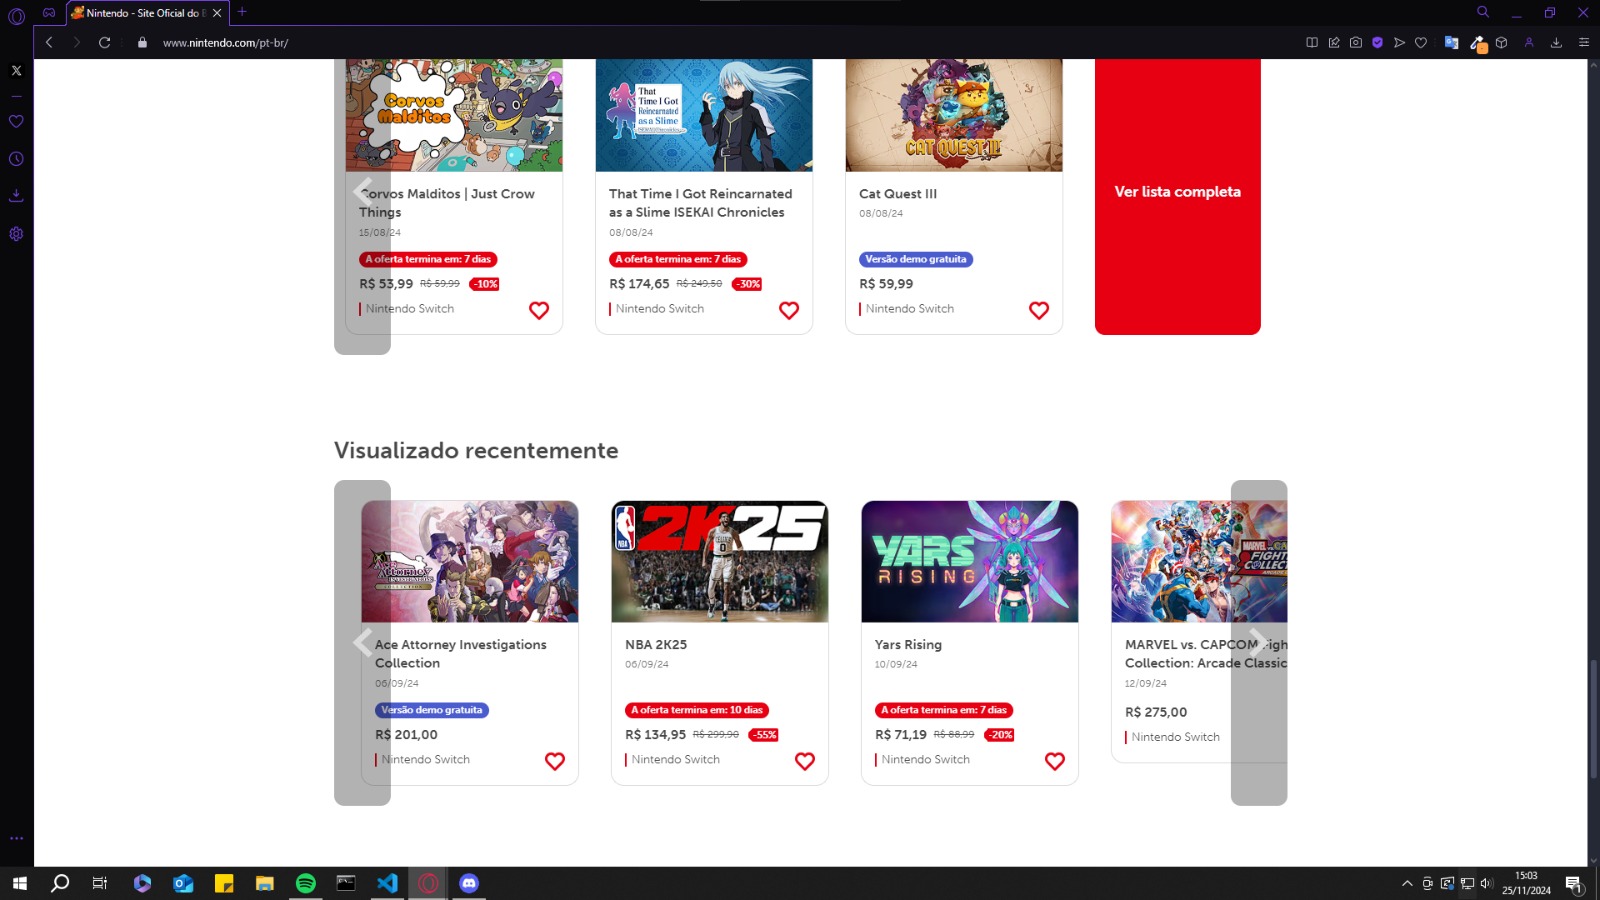 Nintendo - Site Oficial do B
www.nintendo.com/pt-br/
Corvos
Malditos
That
Time I Got
Reincarnated
as a Slime
CAT QUEST III
Corvos Malditos | Just Crow
Things
15/08/24
A oferta termina em: 7 dias
R$ 53,99 R$ 59,99 -10%
Nintendo Switch
That Time I Got Reincarnated
as a Slime ISEKAI Chronicles
08/08/24
A oferta termina em: 7 dias
R$ 174,65 R$ 249,50 -30%
Nintendo Switch
Cat Quest III
08/08/24
Versão demo gratuita
R$ 59,99
Nintendo Switch
Ver lista completa
Visualizado recentemente
Attorney
NBA
2K25
YARS
RISING
MARVEL
FIGHT
COLLEC
Ace Attorney Investigations
Collection
06/09/24
Versão demo gratuita
R$ 201,00
Nintendo Switch
NBA 2K25
06/09/24
A oferta termina em: 10 dias
R$ 134,95 R$ 299,90 -55%
Nintendo Switch
Yars Rising
10/09/24
A oferta termina em: 7 dias
R$ 71,19 R$ 88,99 -20%
Nintendo Switch
MARVEL vs. CAPCOM Figh
Collection: Arcade Classic
12/09/24
R$ 275,00
Nintendo Switch
15:03
25/11/2024
1